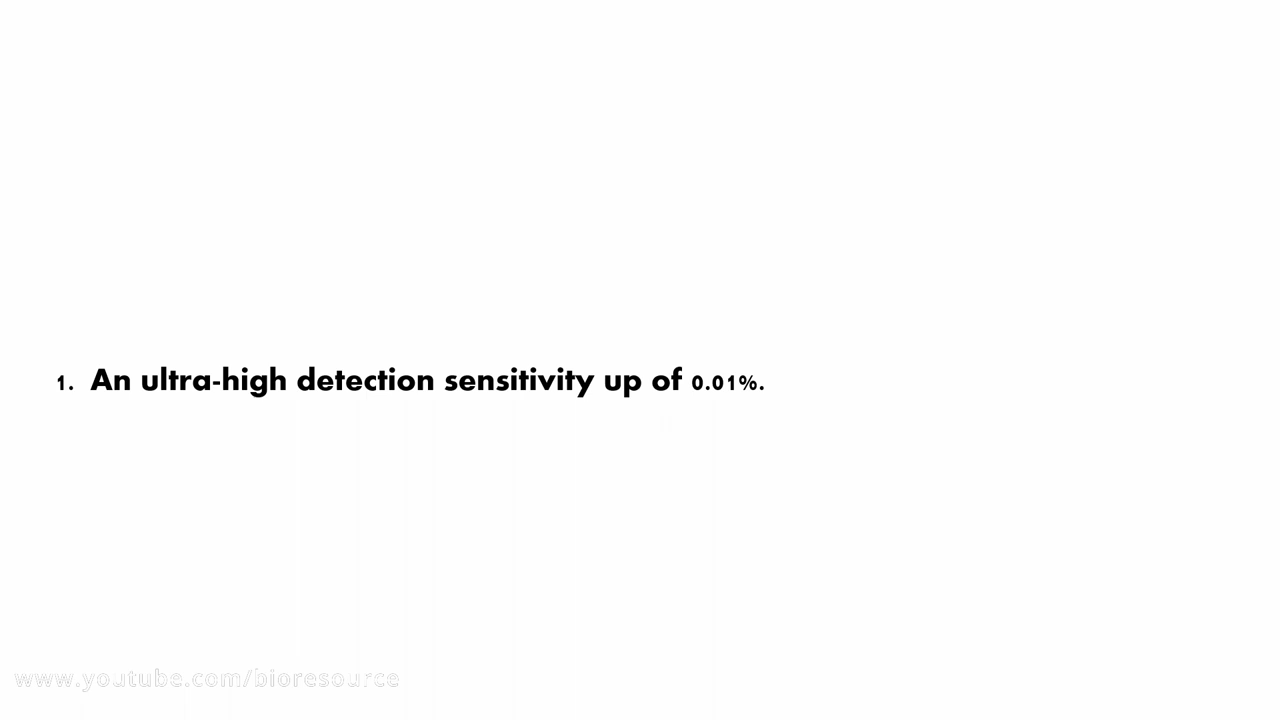 1. An ultra-high detection sensitivity up of 0.01%.
www.youtube.com/bioresource